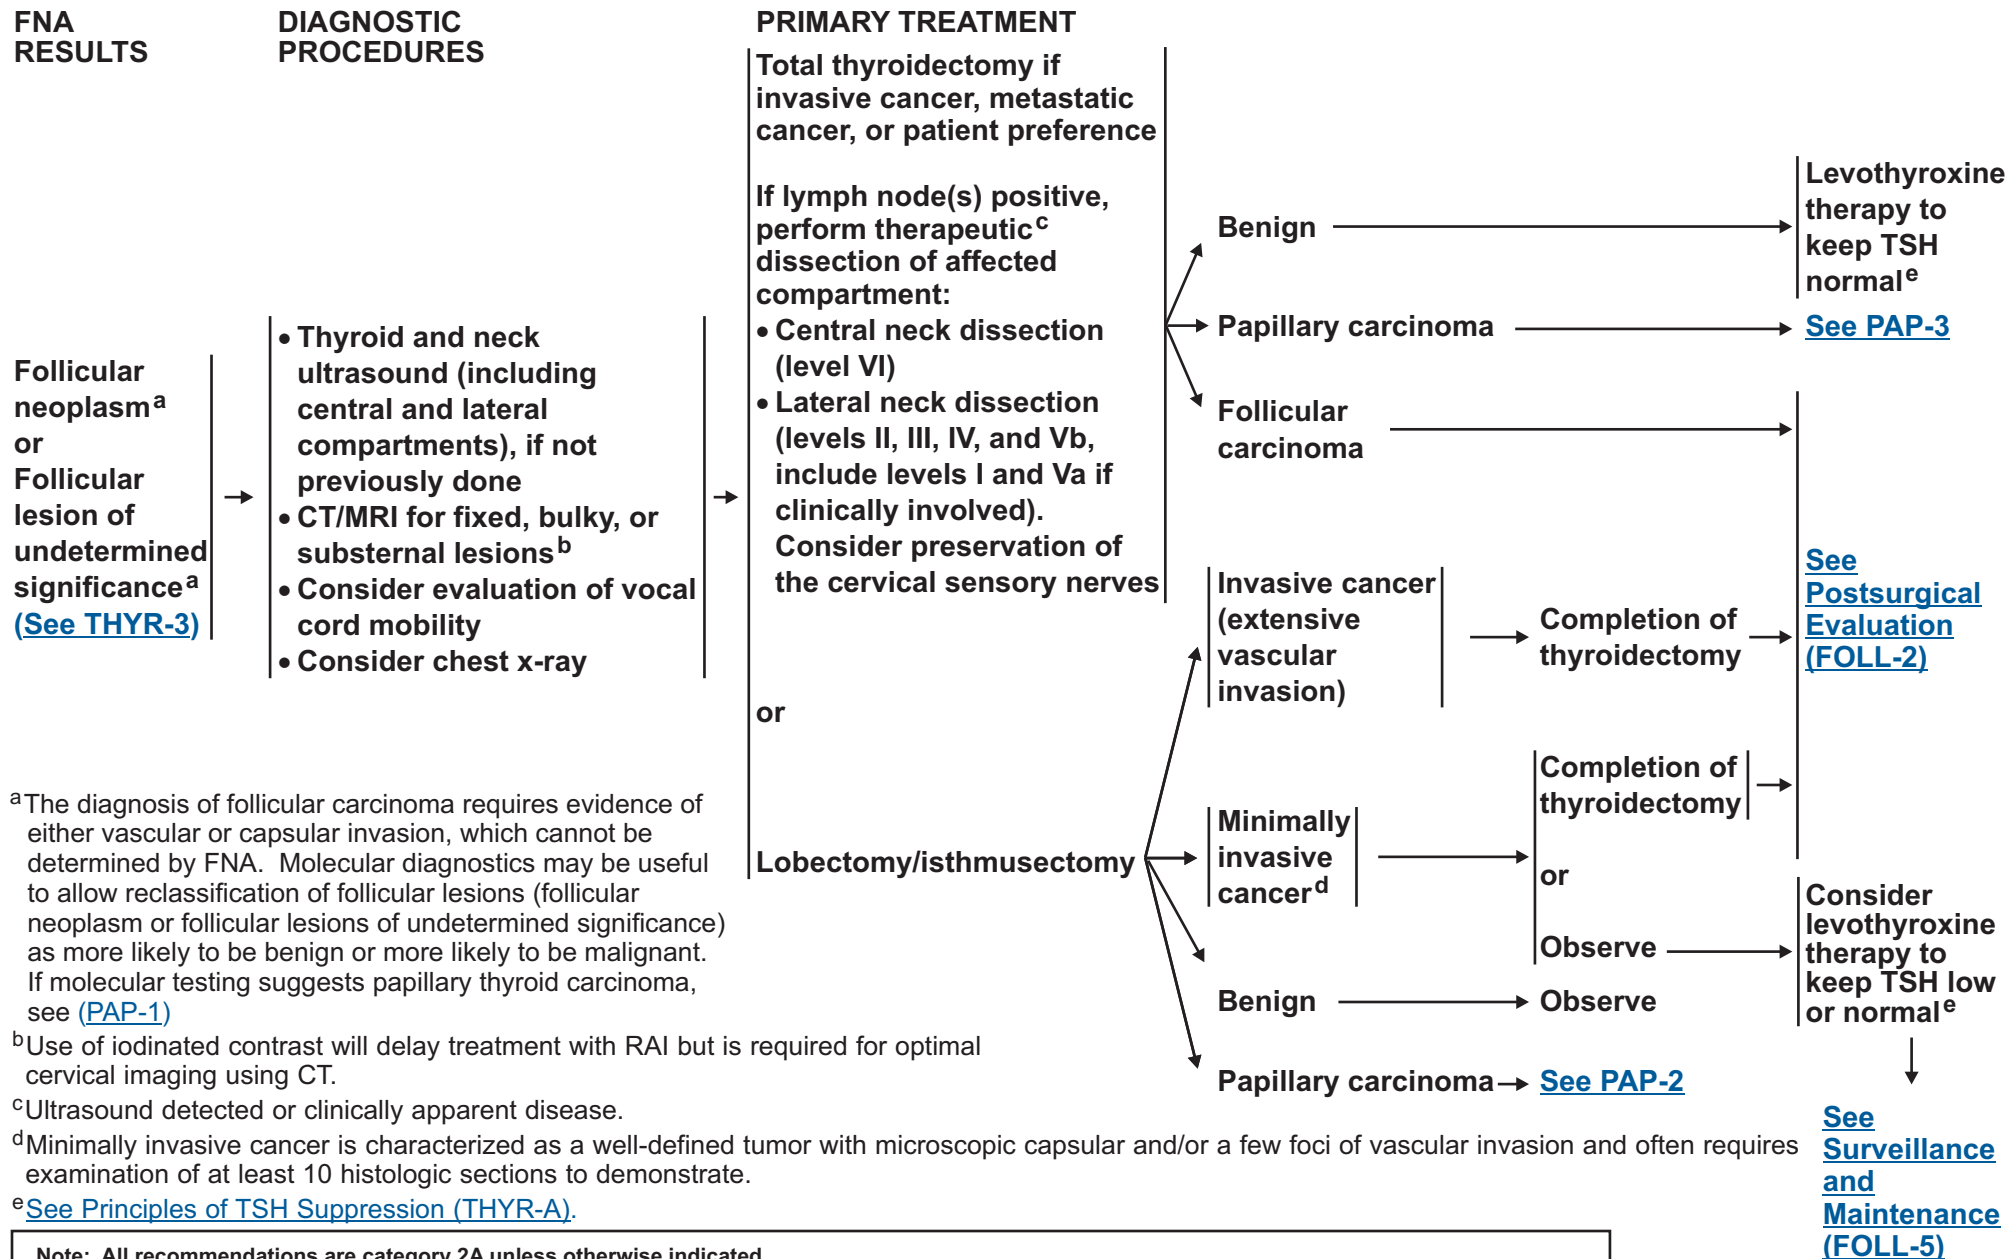 FNA
RESULTS
DIAGNOSTIC
PROCEDURES
PRIMARY TREATMENT
Follicular
neoplasm a
or
Follicular
lesion of
undetermined
significance a
(See THYR-3)
• Thyroid and neck
ultrasound (including
central and lateral
compartments), if not
previously done
• CT/MRI for fixed, bulky, or
substernal lesions b
• Consider evaluation of vocal
cord mobility
• Consider chest x-ray
Total thyroidectomy if
invasive cancer, metastatic
cancer, or patient preference
If lymph node(s) positive,
perform therapeutic c
dissection of affected
compartment:
• Central neck dissection
(level VI)
• Lateral neck dissection
(levels II, III, IV, and Vb,
include levels I and Va if
clinically involved).
Consider preservation of
the cervical sensory nerves
or
Lobectomy/isthmusectomy
Benign
Levothyroxine
therapy to
keep TSH
normal e
Papillary carcinoma
See PAP-3
Follicular
carcinoma
Invasive cancer
(extensive
vascular
invasion)
Completion of
thyroidectomy
See
Postsurgical
Evaluation
(FOLL-2)
Minimally
invasive
cancer d
Completion of
thyroidectomy
or
Observe
Consider
levothyroxine
therapy to
keep TSH low
or normal e
Benign
Observe
Papillary carcinoma
See PAP-2
See
Surveillance
and
Maintenance
(FOLL-5)
a The diagnosis of follicular carcinoma requires evidence of
either vascular or capsular invasion, which cannot be
determined by FNA. Molecular diagnostics may be useful
to allow reclassification of follicular lesions (follicular
neoplasm or follicular lesions of undetermined significance)
as more likely to be benign or more likely to be malignant.
If molecular testing suggests papillary thyroid carcinoma,
see (PAP-1)
b Use of iodinated contrast will delay treatment with RAI but is required for optimal
cervical imaging using CT.
c Ultrasound detected or clinically apparent disease.
d Minimally invasive cancer is characterized as a well-defined tumor with microscopic capsular and/or a few foci of vascular invasion and often requires
examination of at least 10 histologic sections to demonstrate.
e See Principles of TSH Suppression (THYR-A).
Note: All recommendations are category 2A unless otherwise indicated